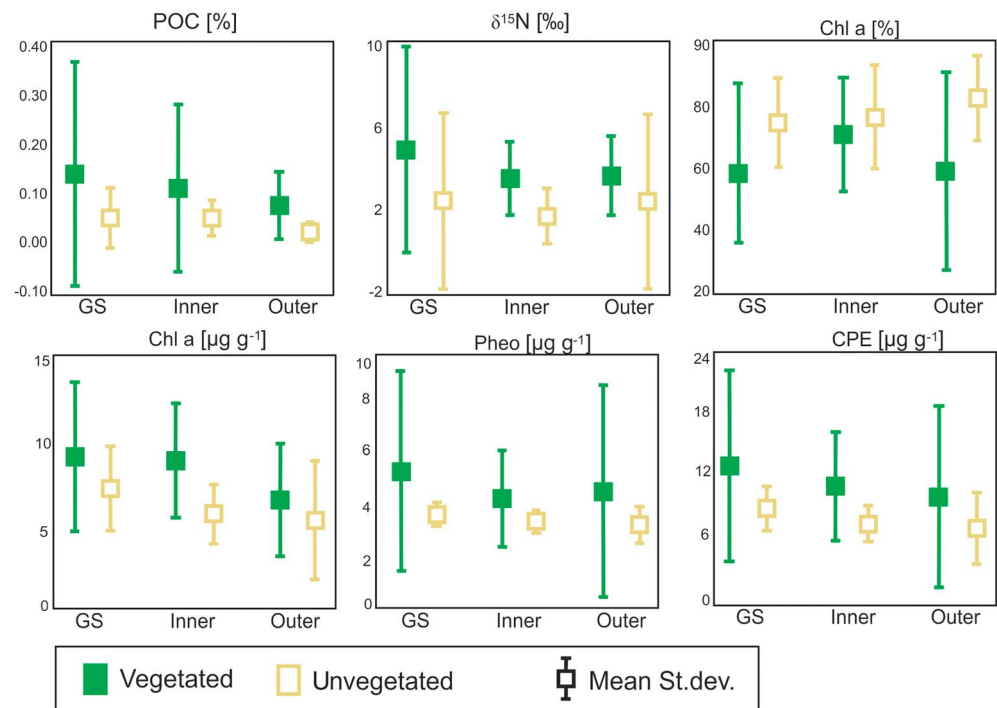 POC [%]
0.40
0.30
0.20
0.10
0.00
-0.10
GS Inner Outer
δ¹⁵N [‰]
10
6
2
-2
GS Inner Outer
Chl a [%]
90
80
60
40
20
GS Inner Outer
Chl a [µg g⁻¹]
15
10
5
0
GS Inner Outer
Pheo [µg g⁻¹]
10
8
6
4
2
0
GS Inner Outer
CPE [µg g⁻¹]
24
18
12
6
0
GS Inner Outer
Vegetated Unvegetated Mean St.dev.